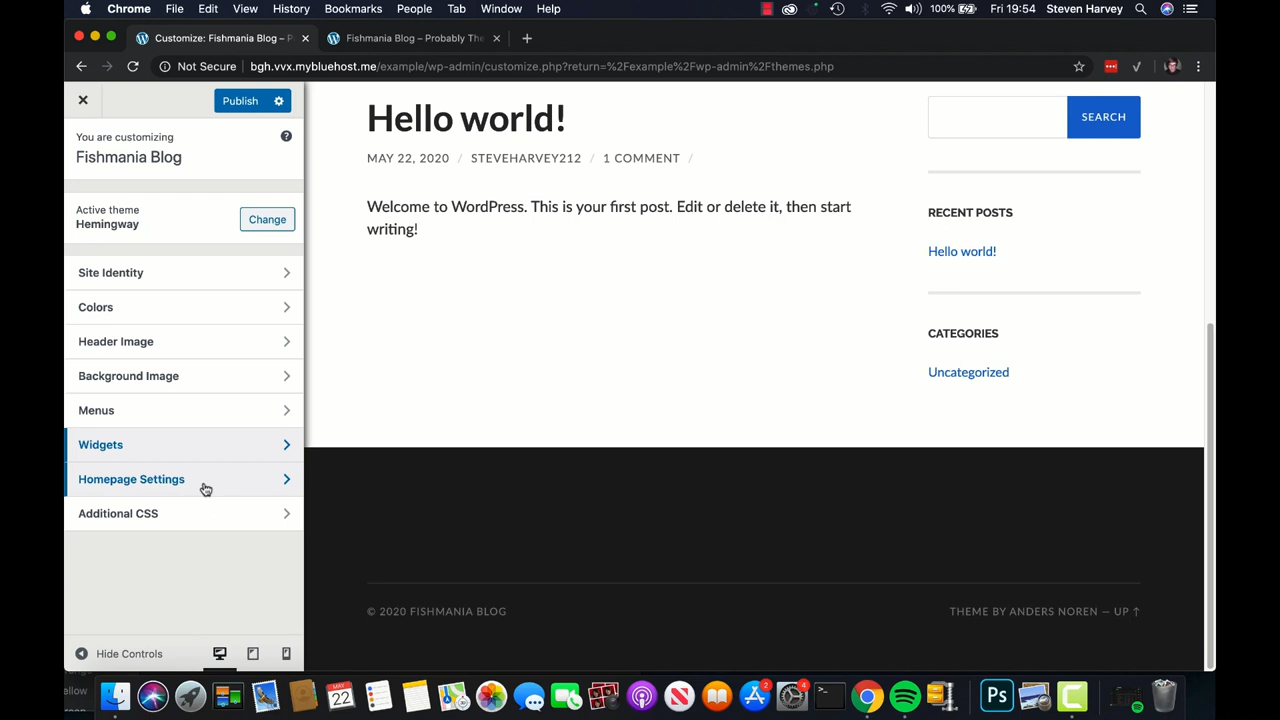 Chrome File Edit View History Bookmarks People Tab Window Help 100% Fri 19:54 Steven Harvey
Customize: Fishmania Blog – P
Fishmania Blog – Probably The
Not Secure bgh.vvx.mybluehost.me/example/wp-admin/customize.php?return=%2Fexample%2Fwp-admin%2Fthemes.php
Publish
You are customizing
Fishmania Blog
Active theme
Hemingway
Change
Site Identity
Colors
Header Image
Background Image
Menus
Widgets
Homepage Settings
Additional CSS
Hide Controls
Hello world!
MAY 22, 2020 / STEVEHARVEY212 / 1 COMMENT /
Welcome to WordPress. This is your first post. Edit or delete it, then start
writing!
SEARCH
RECENT POSTS
Hello world!
CATEGORIES
Uncategorized
© 2020 FISHMANIA BLOG
THEME BY ANDERS NOREN — UP ↑
MAY
22
2
4
Ps